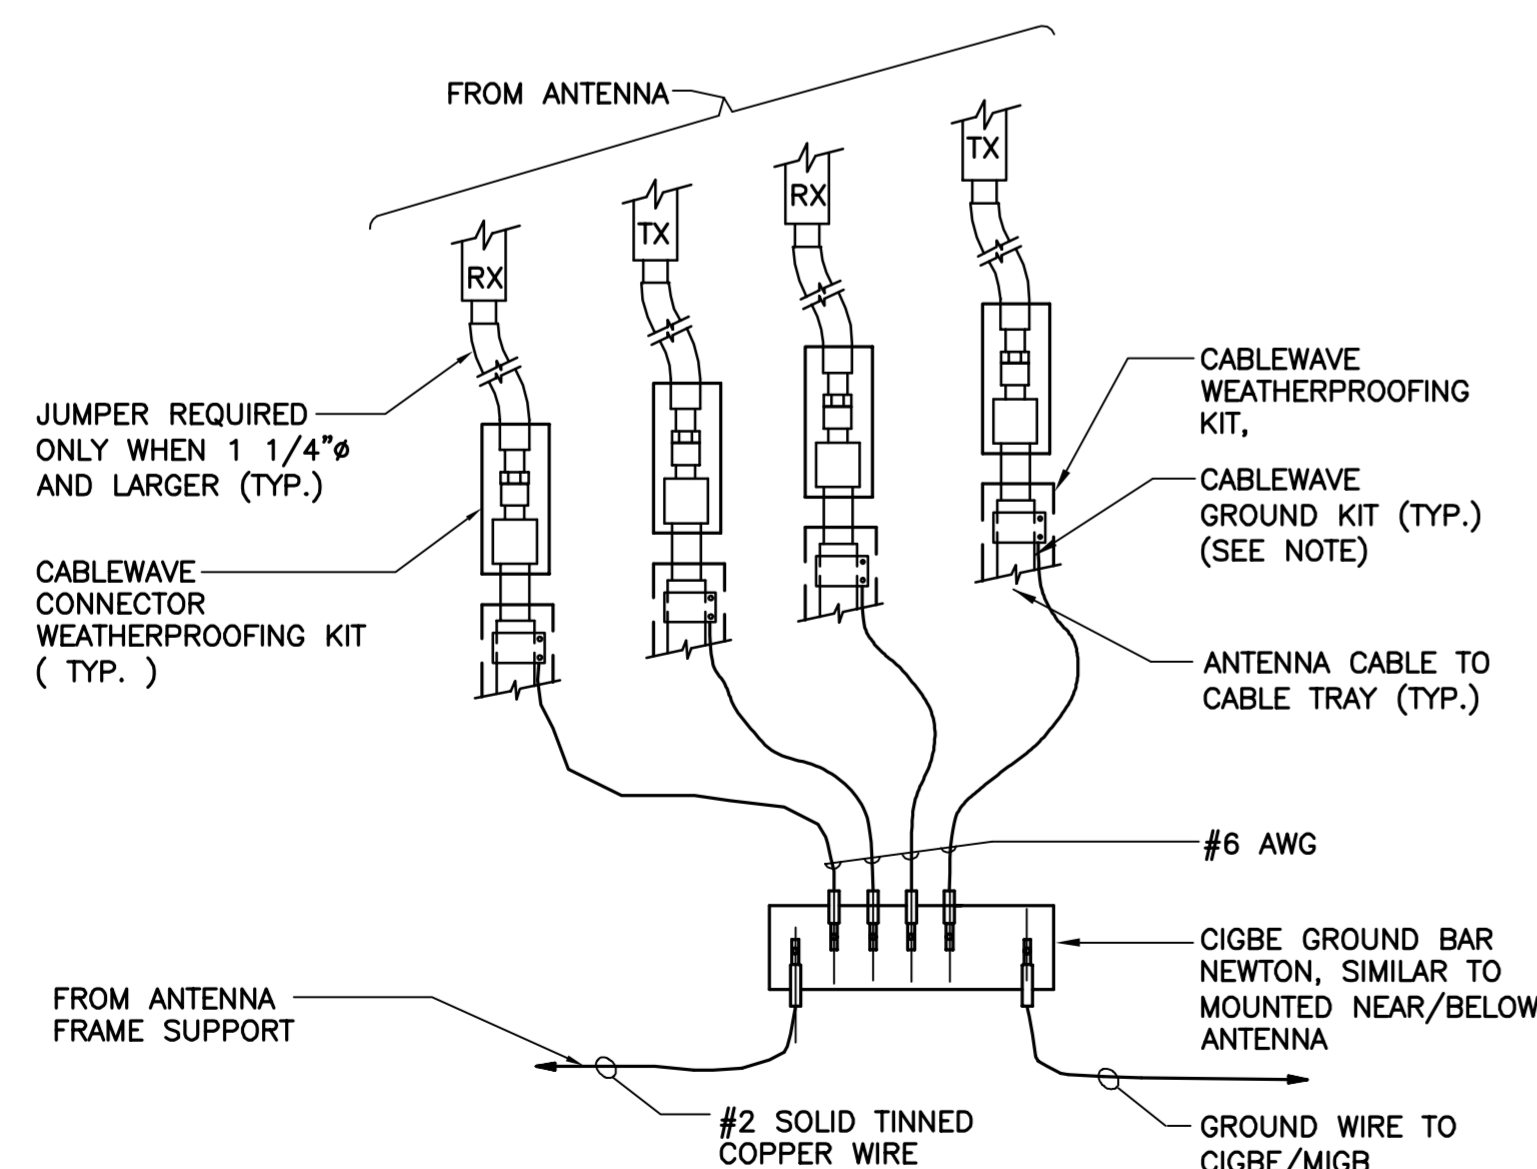 FROM ANTENNA
TX
RX
TX
RX
JUMPER REQUIRED
ONLY WHEN 1 1/4"ø
AND LARGER (TYP.)
CABLEWAVE
CONNECTOR
WEATHERPROOFING KIT
( TYP. )
CABLEWAVE
WEATHERPROOFING
KIT,
CABLEWAVE
GROUND KIT (TYP.)
(SEE NOTE)
ANTENNA CABLE TO
CABLE TRAY (TYP.)
#6 AWG
CIGBE GROUND BAR
NEWTON, SIMILAR TO
MOUNTED NEAR/BELOW
ANTENNA
FROM ANTENNA
FRAME SUPPORT
#2 SOLID TINNED
COPPER WIRE
GROUND WIRE TO
CIGBE/MIGB